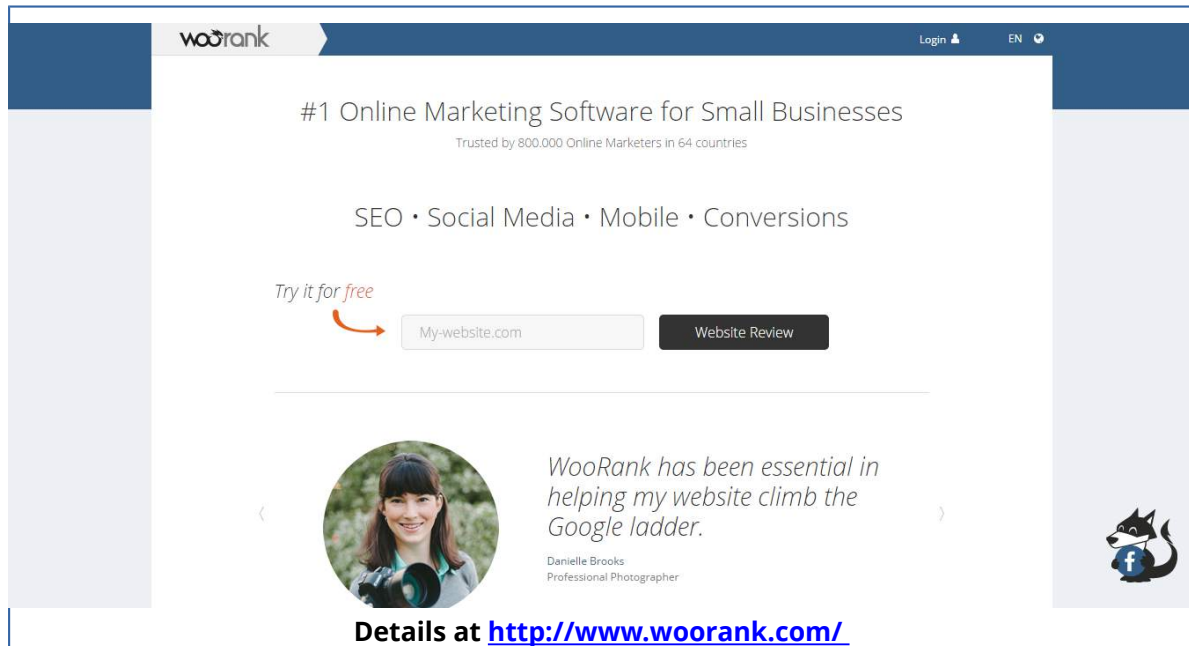 woorank
Login
EN
#1 Online Marketing Software for Small Businesses
Trusted by 800.000 Online Marketers in 64 countries
SEO • Social Media • Mobile • Conversions
Try it for free
My-website.com
Website Review
WooRank has been essential in
helping my website climb the
Google ladder.
Danielle Brooks
Professional Photographer
f
Details at http://www.woorank.com/